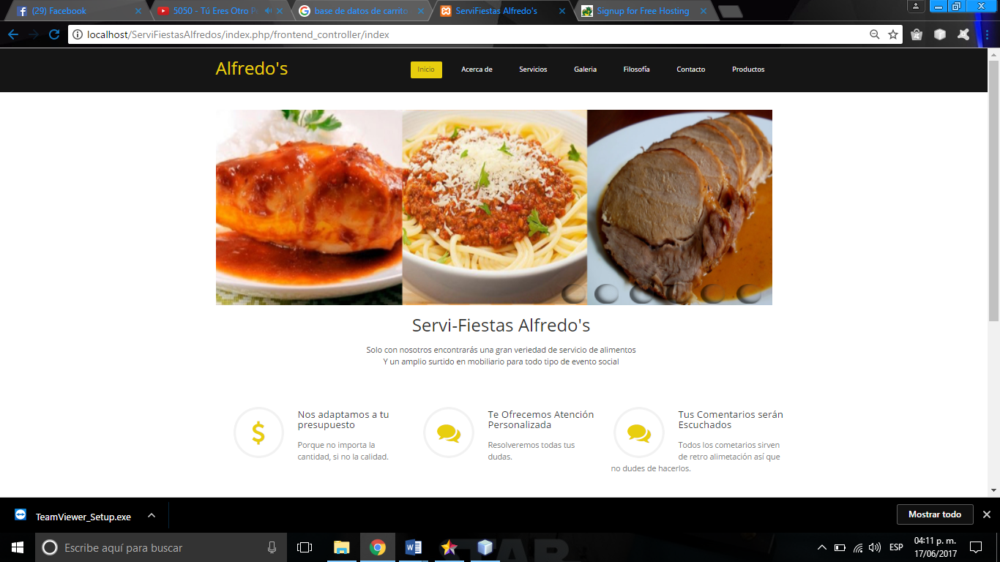 (29) Facebook
5050 - Tú Eres Otro P
base de datos de carrito
ServiFiestas Alfredo's
Signup for Free Hosting
localhost/ServiFiestasAlfredos/index.php/frontend_controller/index
Alfredo's
Inicio
Acerca de
Servicios
Galeria
Filosofía
Contacto
Productos
Servi-Fiestas Alfredo's
Solo con nosotros encontrarás una gran veriedad de servicio de alimentos
Y un amplio surtido en mobiliario para todo tipo de evento social
Nos adaptamos a tu
presupuesto
Porque no importa la
cantidad, si no la calidad.
Te Ofrecemos Atención
Personalizada
Resolveremos todas tus
dudas.
Tus Comentarios serán
Escuchados
Todos los cometarios sirven
de retro alimetación así que
no dudes de hacerlos.
TeamViewer_Setup.exe
Mostrar todo
Escribe aquí para buscar
ESP
04:11 p. m.
17/06/2017